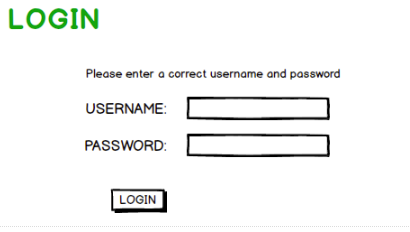 LOGIN
Please enter a correct username and password
USERNAME:
PASSWORD:
LOGIN